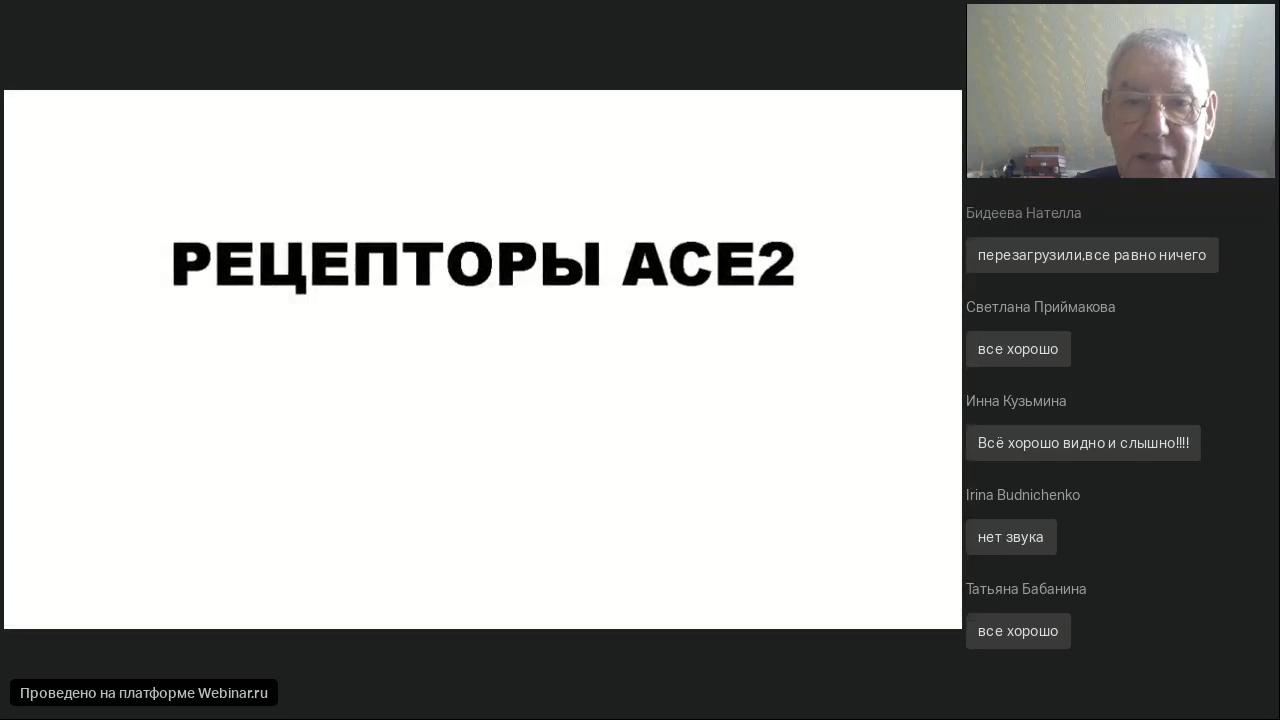 РЕЦЕПТОРЫ ACE2
Бидеева Нателла
перезагрузили,все равно ничего
Светлана Приймакова
все хорошо
Инна Кузьмина
Всё хорошо видно и слышно!!!!
Irina Budnichenko
нет звука
Татьяна Бабанина
все хорошо
Проведено на платформе Webinar.ru